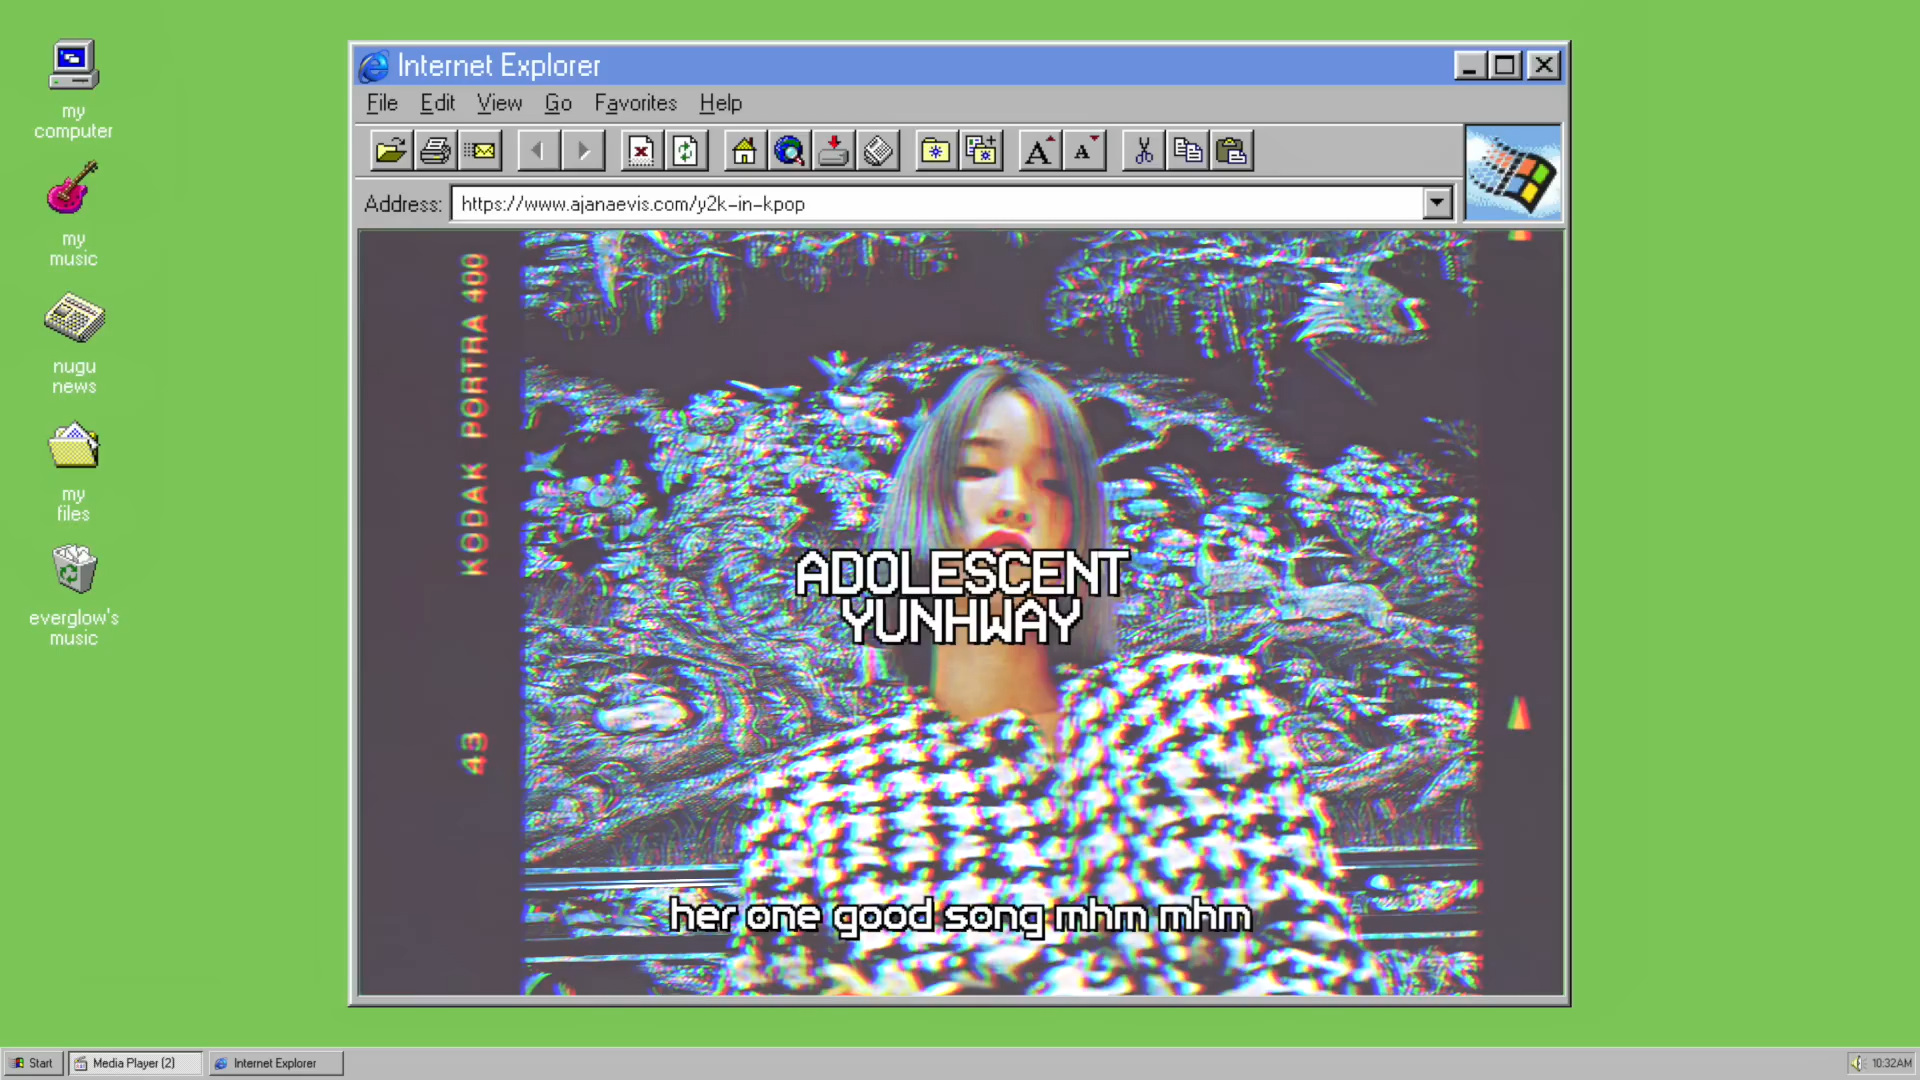 my
computer
my
music
nugu
news
my
files
everglow's
music
Internet Explorer
File Edit View Go Favorites Help
Address: https://www.ajanaevis.com/y2k-in-kpop
KODAK PORTRA 400
43
ADOLESCENT
YUNHWAY
her one good song mhm mhm
Start Media Player (2) Internet Explorer 10:32AM